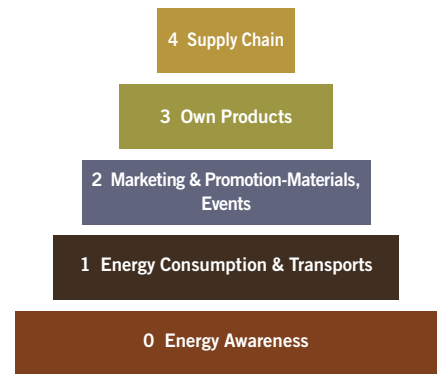 4 Supply Chain
3 Own Products
2 Marketing & Promotion-Materials,
Events
1 Energy Consumption & Transports
0 Energy Awareness